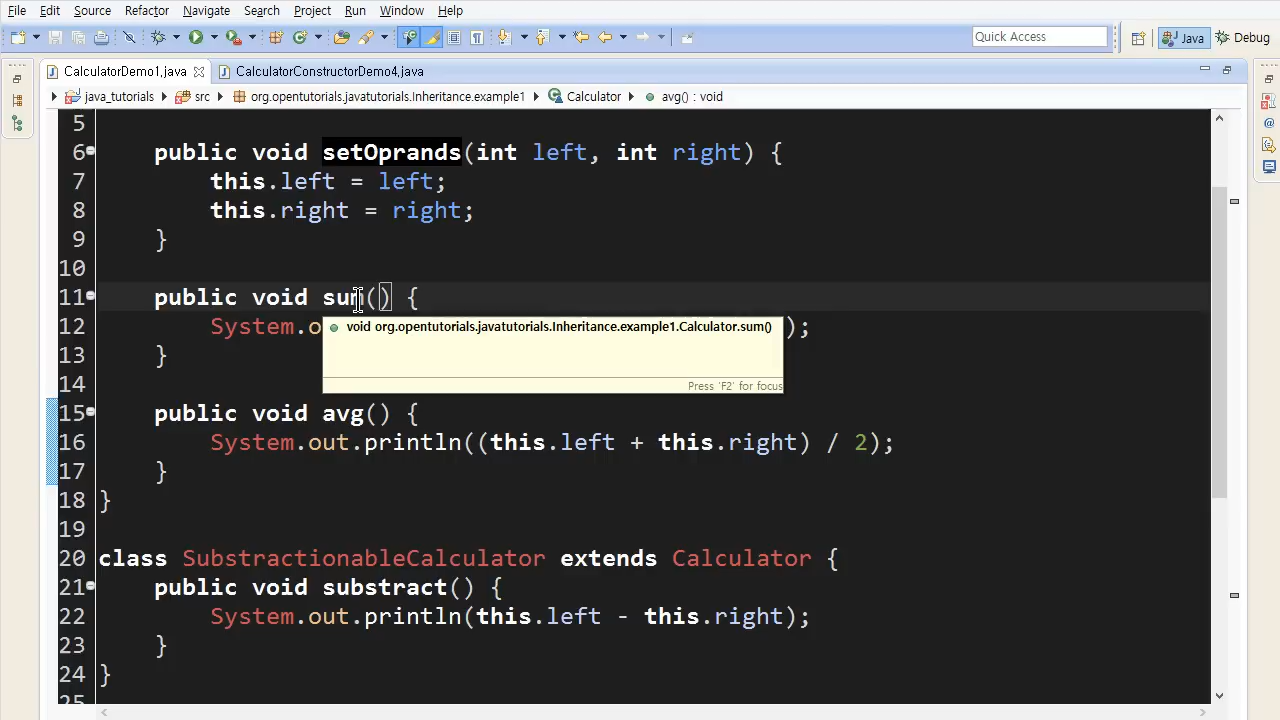 File Edit Source Refactor Navigate Search Project Run Window Help
Quick Access Java Debug
CalculatorDemo1.java CalculatorConstructorDemo4.java
java_tutorials src org.opentutorials.javatutorials.Inheritance.example1 Calculator avg() : void
5
6 public void setOprands(int left, int right) {
7 this.left = left;
8 this.right = right;
9 }
10
11 public void sum() {
12 System.o );
void org.opentutorials.javatutorials.Inheritance.example1.Calculator.sum()
13 }
14
Press 'F2' for focus
15 public void avg() {
16 System.out.println((this.left + this.right) / 2);
17 }
18 }
19
20 class SubstractionableCalculator extends Calculator {
21 public void substract() {
22 System.out.println(this.left - this.right);
23 }
24 }
25